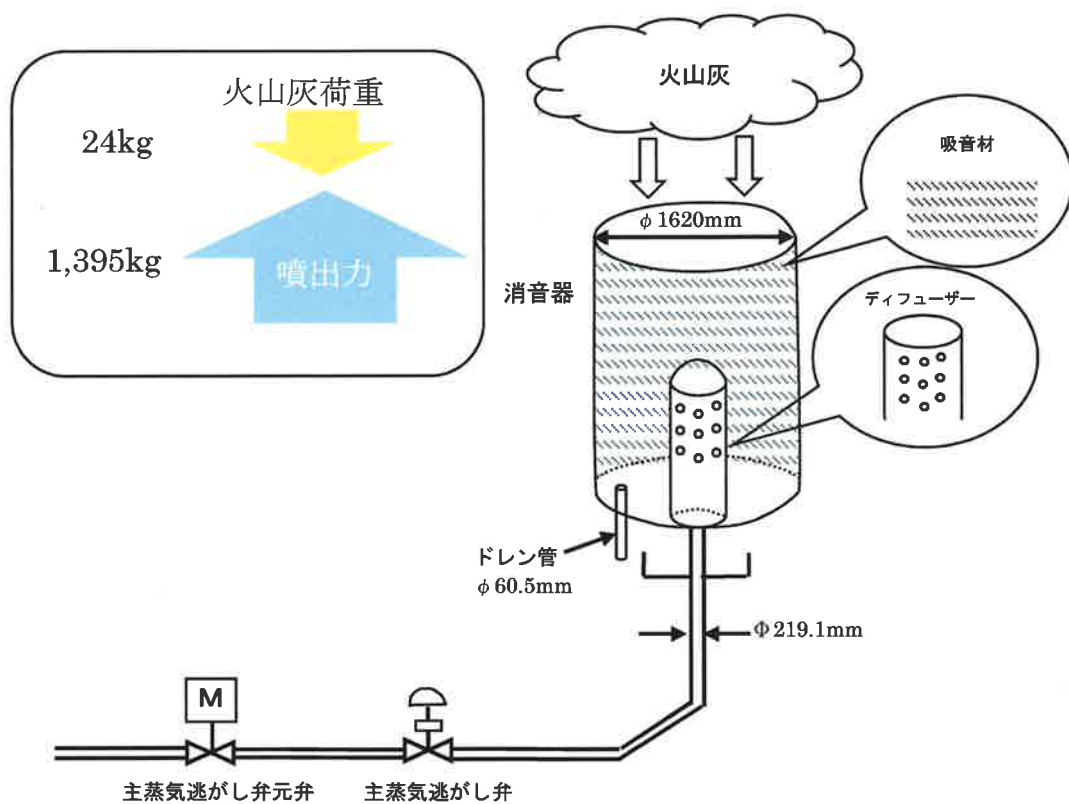 火山灰荷重
24kg
1,395kg
噴出力
火山灰
吸音材
φ1620mm
消音器
ディフューザー
ドレン管
φ60.5mm
Φ219.1mm
M
主蒸気逃がし弁元弁
主蒸気逃がし弁